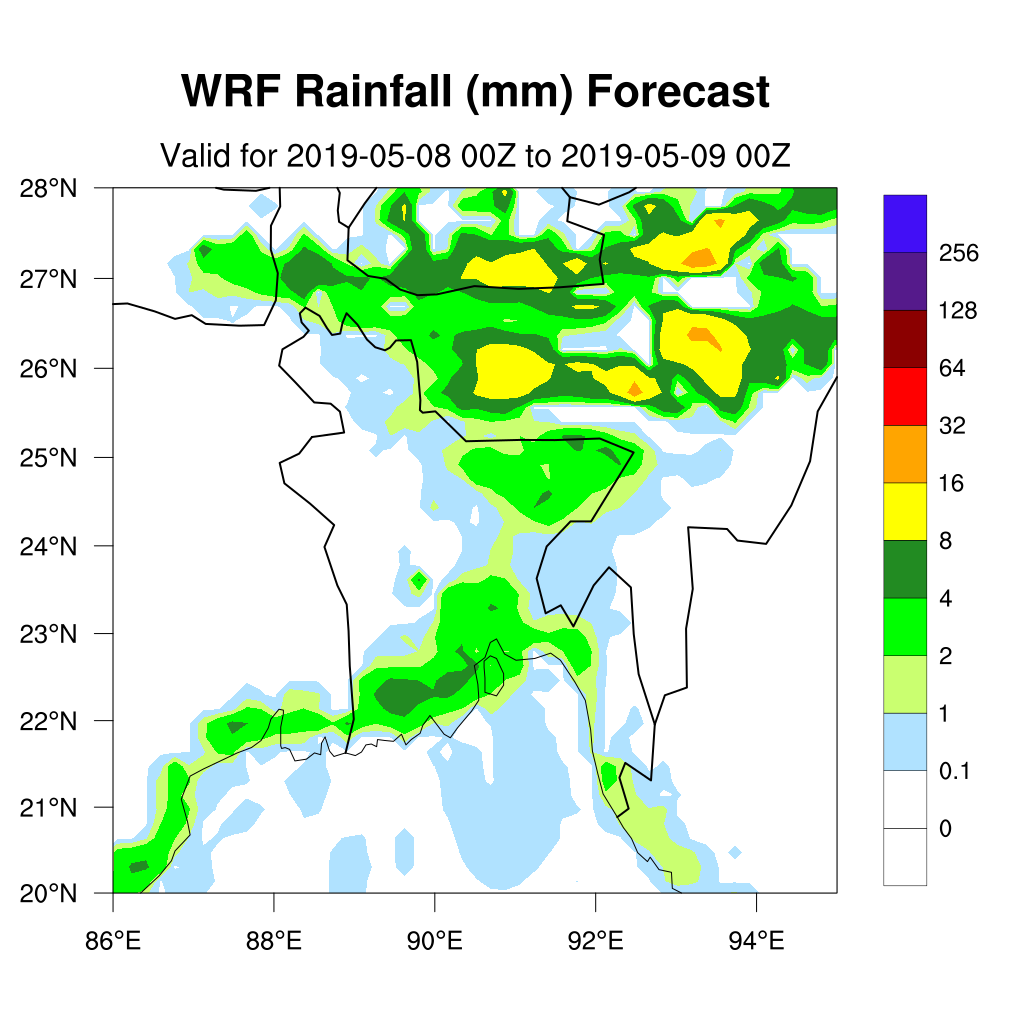 WRF Rainfall (mm) Forecast
Valid for 2019-05-08 00Z to 2019-05-09 00Z
28°N
27°N
26°N
25°N
24°N
23°N
22°N
21°N
20°N
86°E 88°E 90°E 92°E 94°E
256
128
64
32
16
8
4
2
1
0.1
0